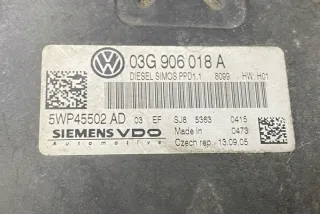 03G 906 018 A
DIESEL SIMOS PPD1.1 8099 HW: H01
5WP45502 AD 03 EF SJ8 5363 0415
SIEMENS VDO Made in 0473
Automotive Czech rep. 13.09.05